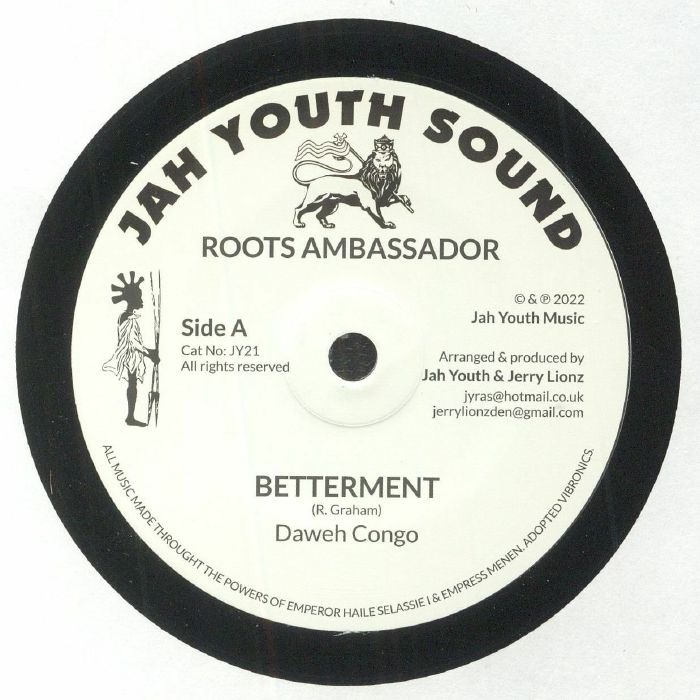 JAH YOUTH SOUND
ROOTS AMBASSADOR
Side A
Cat No: JY21
All rights reserved
© & ℗ 2022
Jah Youth Music
Arranged & produced by
Jah Youth & Jerry Lionz
jyras@hotmail.co.uk
jerrylionzden@gmail.com
BETTERMENT
(R. Graham)
Daweh Congo
ALL MUSIC MADE THROUGHT THE POWERS OF EMPEROR HAILE SELASSIE I & EMPRESS MENEN. ADOPTED VIBRONICS.